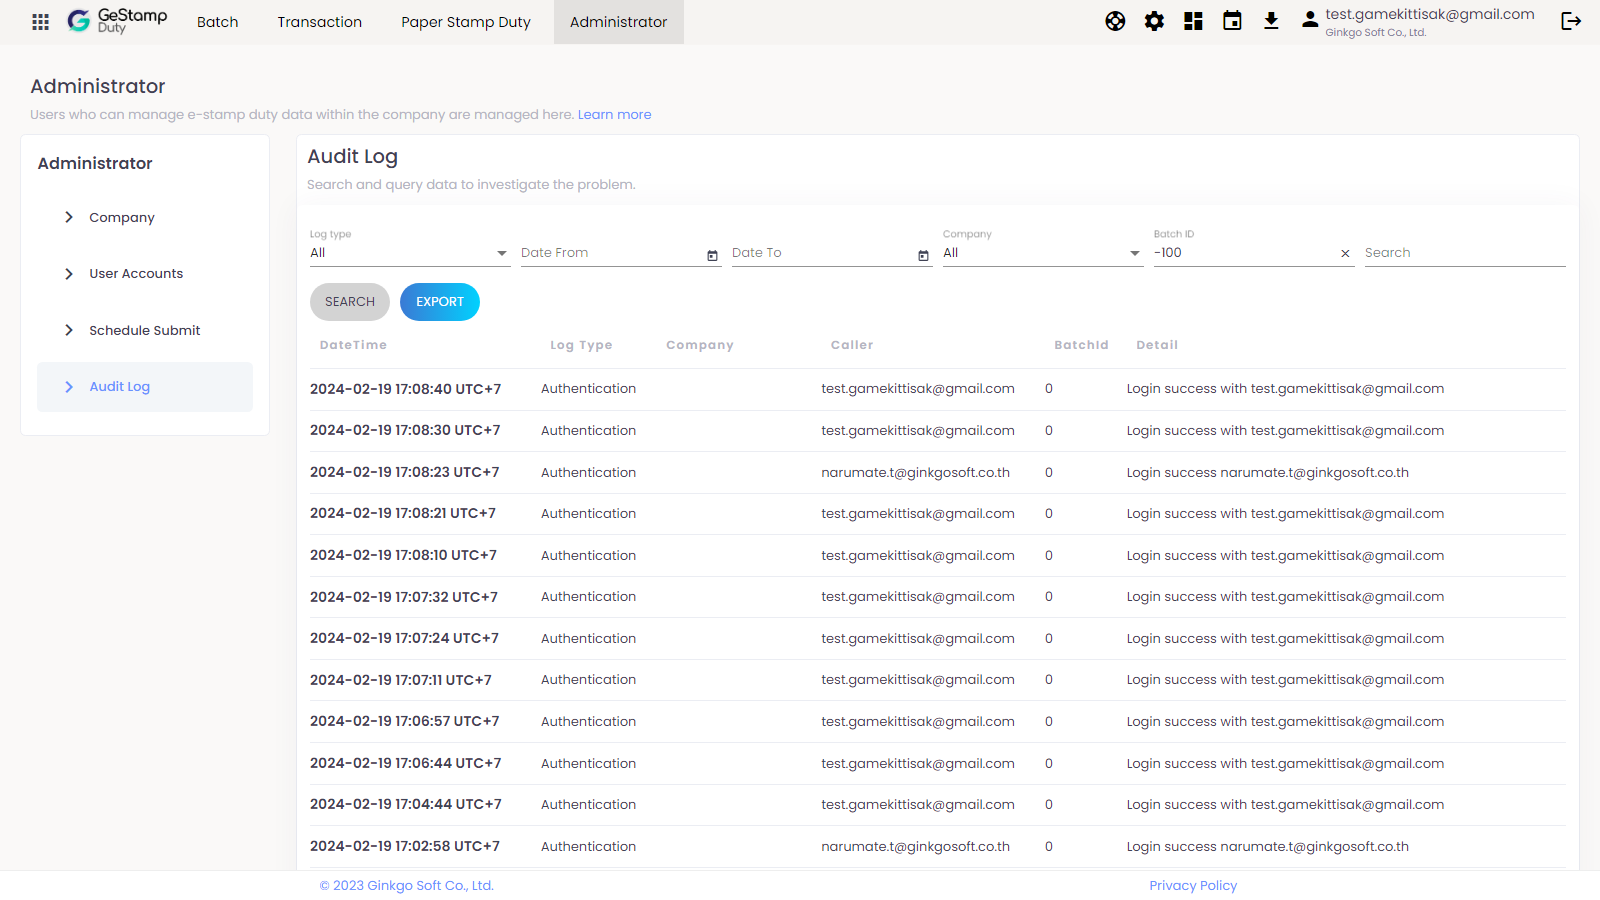 GeStamp Duty
Batch
Transaction
Paper Stamp Duty
Administrator
test.gamekittisak@gmail.com
Ginkgo Soft Co., Ltd.
Administrator
Users who can manage e-stamp duty data within the company are managed here. Learn more
Administrator
Company
User Accounts
Schedule Submit
Audit Log
Audit Log
Search and query data to investigate the problem.
Log type
All
Date From
Date To
Company
All
Batch ID
-100
Search
SEARCH
EXPORT
DateTime Log Type Company Caller BatchId Detail
2024-02-19 17:08:40 UTC+7 Authentication test.gamekittisak@gmail.com 0 Login success with test.gamekittisak@gmail.com
2024-02-19 17:08:30 UTC+7 Authentication test.gamekittisak@gmail.com 0 Login success with test.gamekittisak@gmail.com
2024-02-19 17:08:23 UTC+7 Authentication narumate.t@ginkgosoft.co.th 0 Login success narumate.t@ginkgosoft.co.th
2024-02-19 17:08:21 UTC+7 Authentication test.gamekittisak@gmail.com 0 Login success with test.gamekittisak@gmail.com
2024-02-19 17:08:10 UTC+7 Authentication test.gamekittisak@gmail.com 0 Login success with test.gamekittisak@gmail.com
2024-02-19 17:07:32 UTC+7 Authentication test.gamekittisak@gmail.com 0 Login success with test.gamekittisak@gmail.com
2024-02-19 17:07:24 UTC+7 Authentication test.gamekittisak@gmail.com 0 Login success with test.gamekittisak@gmail.com
2024-02-19 17:07:11 UTC+7 Authentication test.gamekittisak@gmail.com 0 Login success with test.gamekittisak@gmail.com
2024-02-19 17:06:57 UTC+7 Authentication test.gamekittisak@gmail.com 0 Login success with test.gamekittisak@gmail.com
2024-02-19 17:06:44 UTC+7 Authentication test.gamekittisak@gmail.com 0 Login success with test.gamekittisak@gmail.com
2024-02-19 17:04:44 UTC+7 Authentication test.gamekittisak@gmail.com 0 Login success with test.gamekittisak@gmail.com
2024-02-19 17:02:58 UTC+7 Authentication narumate.t@ginkgosoft.co.th 0 Login success narumate.t@ginkgosoft.co.th
© 2023 Ginkgo Soft Co., Ltd.
Privacy Policy